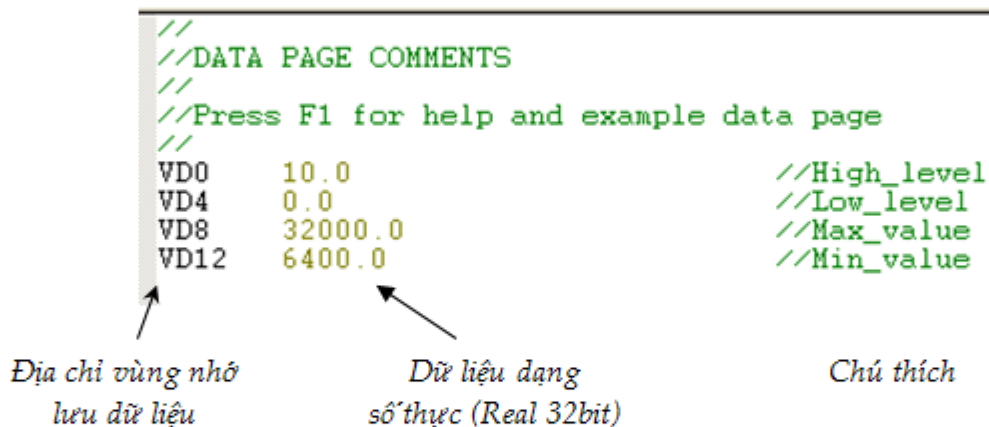 //
//DATA PAGE COMMENTS
//
//Press F1 for help and example data page
//
VD0 10.0 //High_level
VD4 0.0 //Low_level
VD8 32000.0 //Max_value
VD12 6400.0 //Min_value
Địa chỉ vùng nhớ
lưu dữ liệu
Dữ liệu dạng
số thực (Real 32bit)
Chú thích